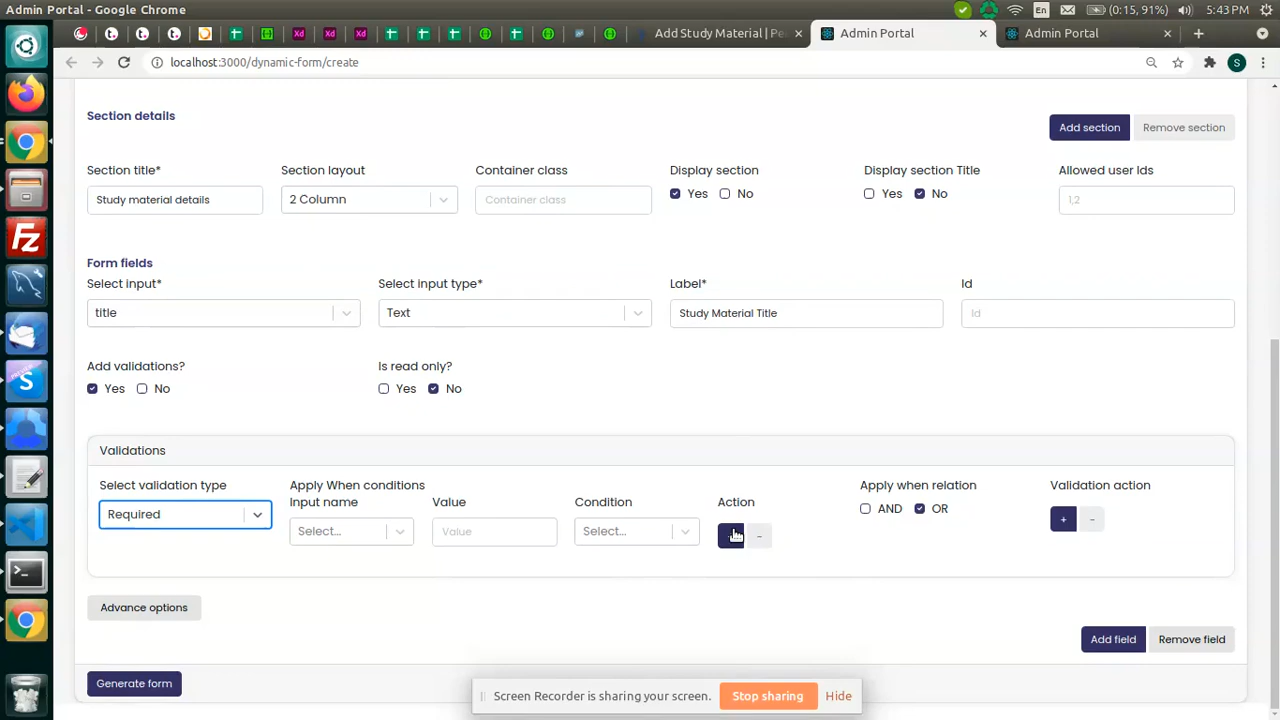 Admin Portal - Google Chrome
En
(0:15, 91%)
5:43 PM
Add Study Material | Pe
Admin Portal
Admin Portal
localhost:3000/dynamic-form/create
S
Section details
Add section
Remove section
Section title*
Section layout
Container class
Display section
Display section Title
Allowed user Ids
Study material details
2 Column
Container class
Yes
No
Yes
No
1,2
Form fields
Select input*
Select input type*
Label*
Id
title
Text
Study Material Title
Id
Add validations?
Is read only?
Yes
No
Yes
No
Validations
Select validation type
Apply When conditions
Apply when relation
Validation action
Input name
Value
Condition
Action
Required
Select...
Value
Select...
-
AND
OR
+
-
Advance options
Add field
Remove field
Generate form
Screen Recorder is sharing your screen.
Stop sharing
Hide